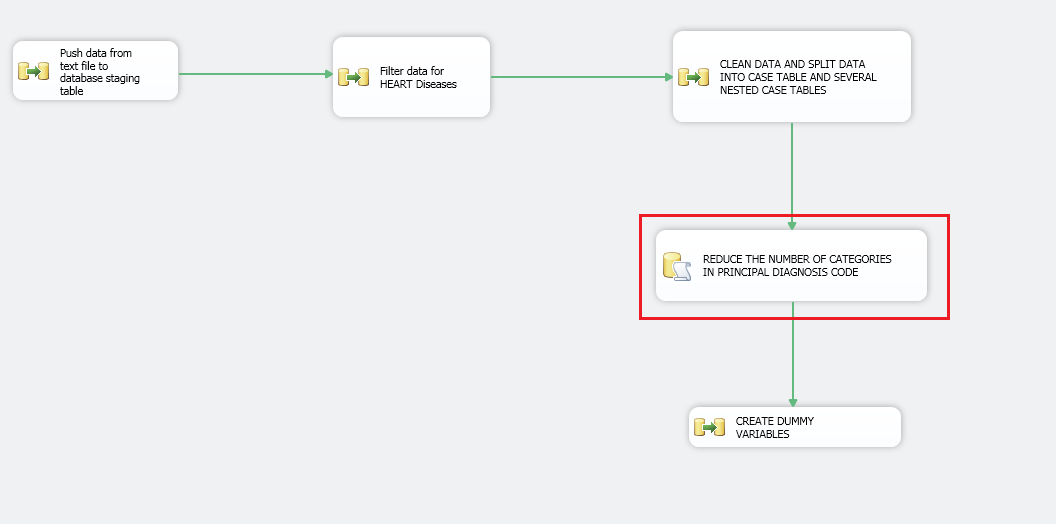 Push data from
text file to
database staging
table
Filter data for
HEART Diseases
CLEAN DATA AND SPLIT DATA
INTO CASE TABLE AND SEVERAL
NESTED CASE TABLES
REDUCE THE NUMBER OF CATEGORIES
IN PRINCIPAL DIAGNOSIS CODE
CREATE DUMMY
VARIABLES